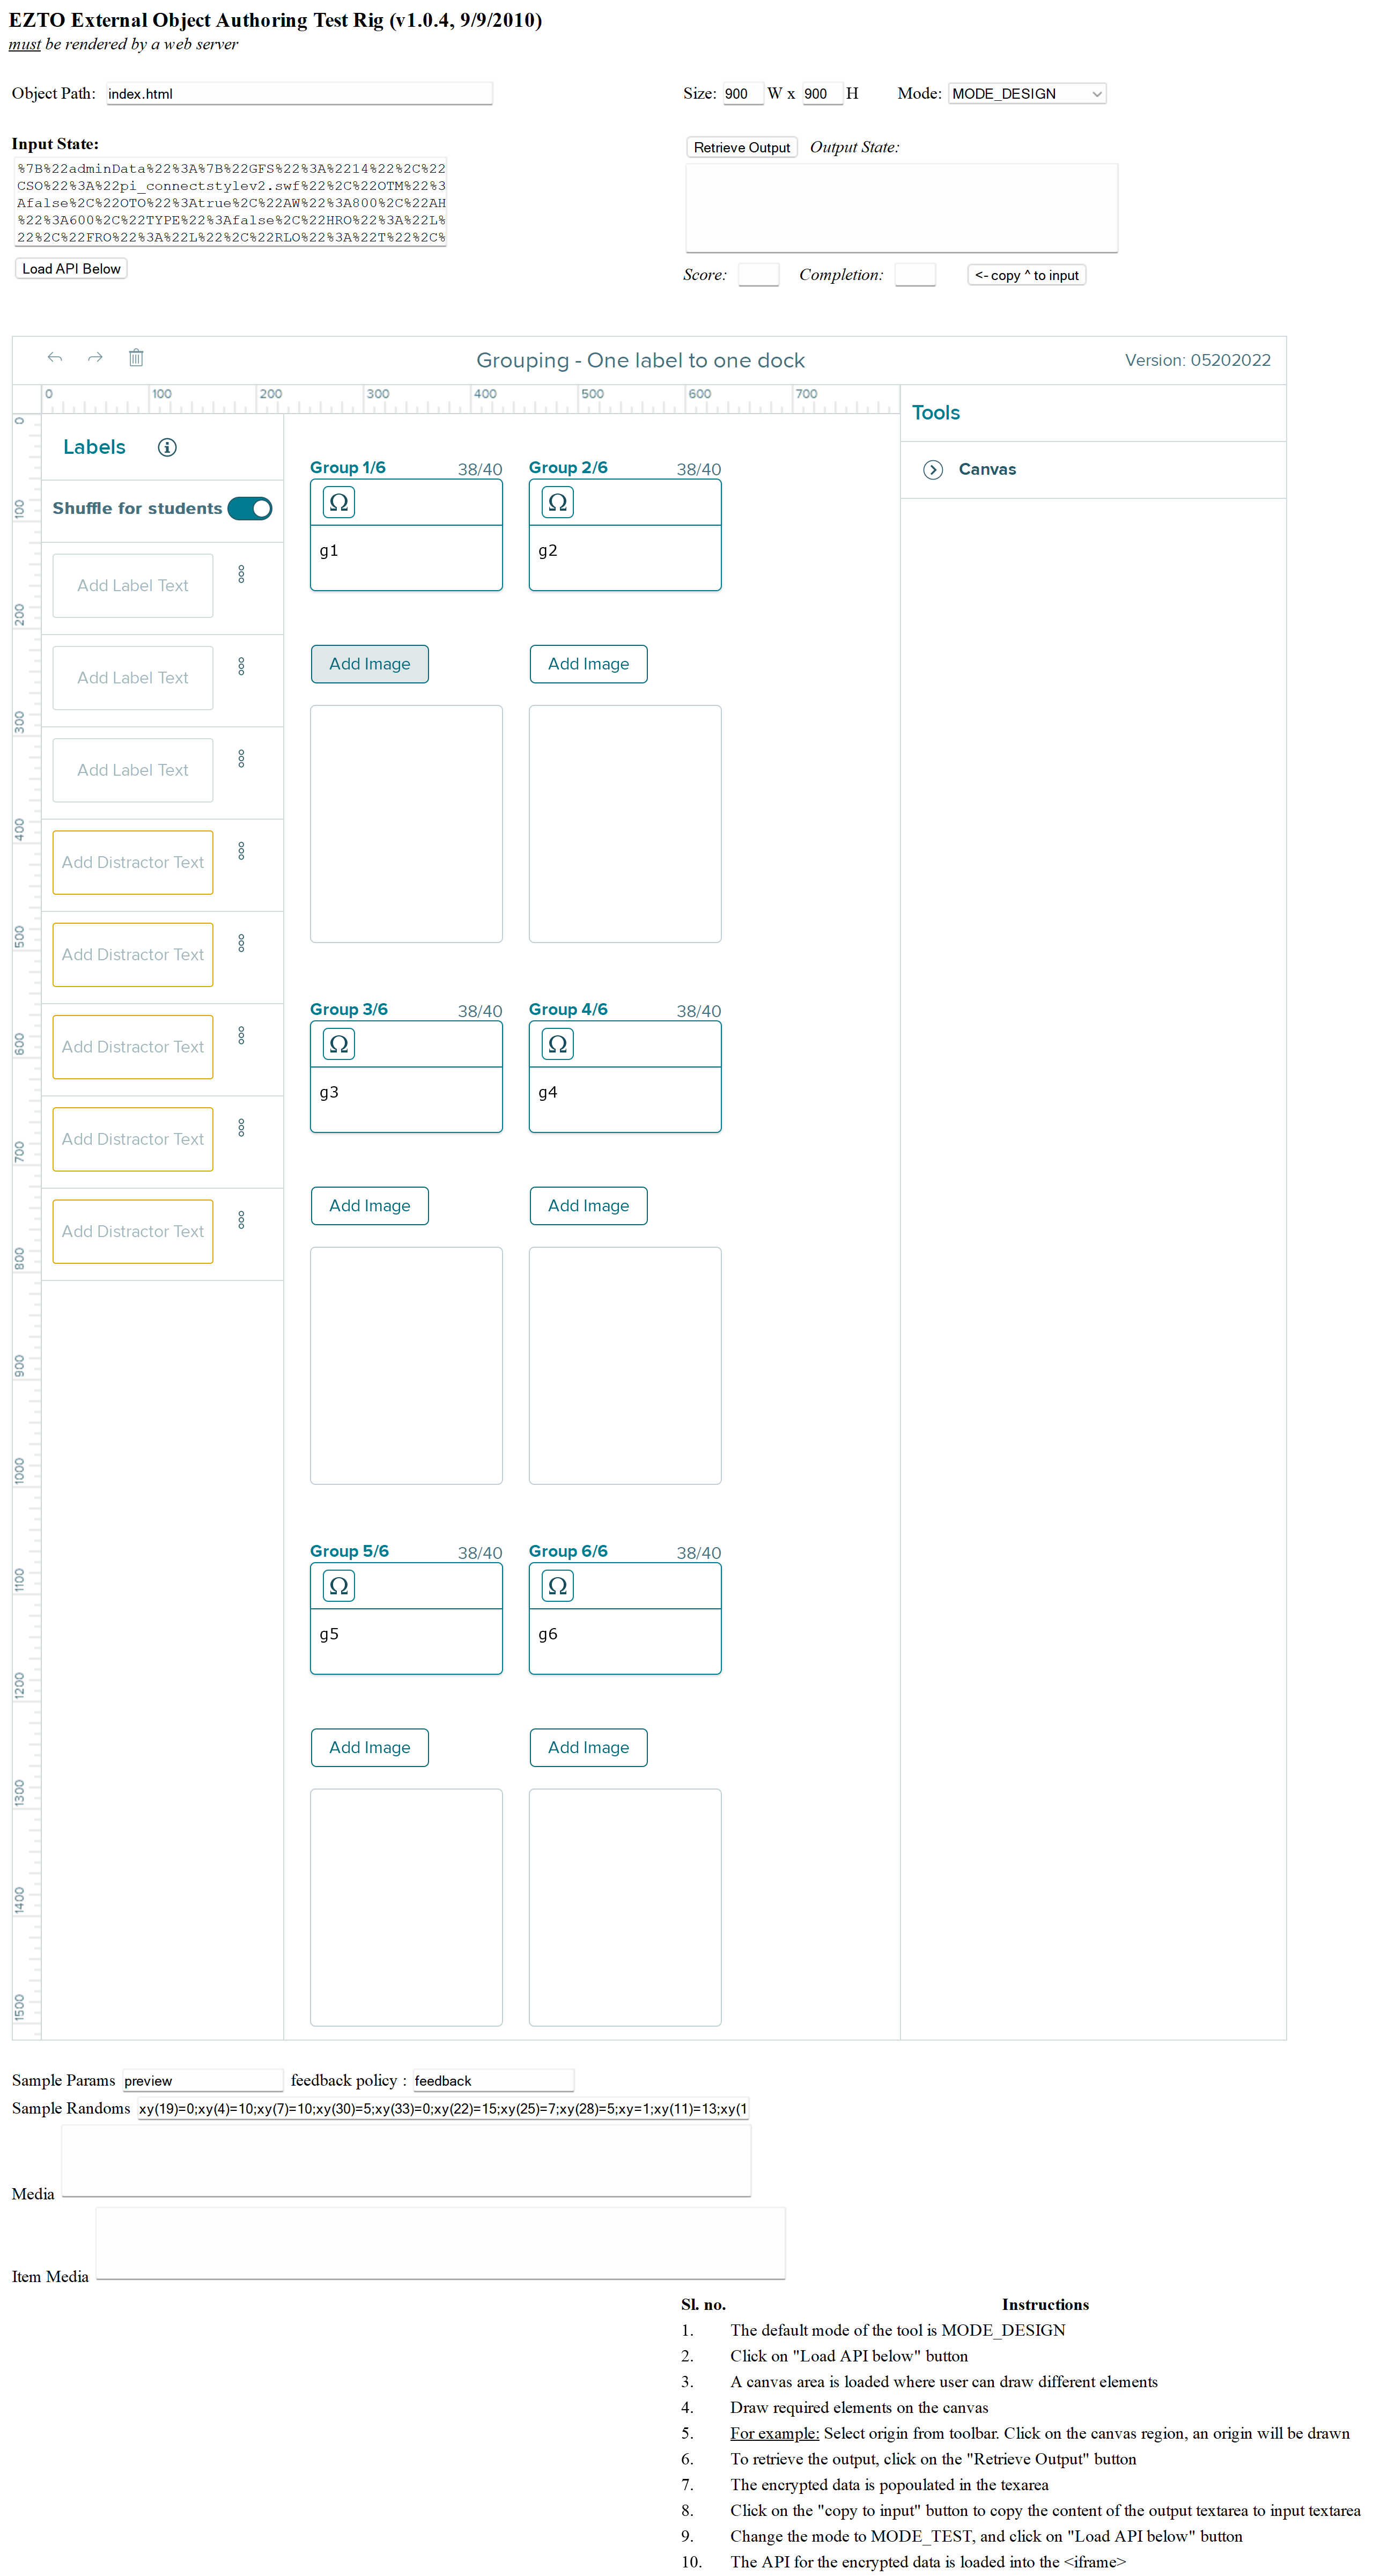 EZTO External Object Authoring Test Rig (v1.0.4, 9/9/2010)
must be rendered by a web server
Object Path: index.html
Size: 900 W x 900 H Mode: MODE_DESIGN
Input State:
Retrieve Output Output State:
%7B%22adminData%22%3A%7B%22GFS%22%3A%2214%22%2C%22
CSO%22%3A%22pi_connectstylev2.swf%22%2C%22OTM%22%3
Afalse%2C%22OTO%22%3Atrue%2C%22AW%22%3A800%2C%22AH
%22%3A600%2C%22TYPE%22%3Afalse%2C%22HRO%22%3A%22L%
22%2C%22FRO%22%3A%22L%22%2C%22RLO%22%3A%22T%22%2C%
Load API Below
Score: Completion: <- copy ^ to input
Grouping - One label to one dock
Version: 05202022
0 100 200 300 400 500 600 700
0 100 200 300 400 500 600 700 800 900 1000 1100 1200 1300 1400 1500
Labels
Shuffle for students
Add Label Text
Add Label Text
Add Label Text
Add Distractor Text
Add Distractor Text
Add Distractor Text
Add Distractor Text
Add Distractor Text
Group 1/6 38/40 Group 2/6 38/40
Ω Ω
g1 g2
Add Image Add Image
Group 3/6 38/40 Group 4/6 38/40
Ω Ω
g3 g4
Add Image Add Image
Group 5/6 38/40 Group 6/6 38/40
Ω Ω
g5 g6
Add Image Add Image
Tools
Canvas
Sample Params preview feedback policy : feedback
Sample Randoms xy(19)=0;xy(4)=10;xy(7)=10;xy(30)=5;xy(33)=0;xy(22)=15;xy(25)=7;xy(28)=5;xy=1;xy(11)=13;xy(1
Media
Item Media
Sl. no. Instructions
1. The default mode of the tool is MODE_DESIGN
2. Click on "Load API below" button
3. A canvas area is loaded where user can draw different elements
4. Draw required elements on the canvas
5. For example: Select origin from toolbar. Click on the canvas region, an origin will be drawn
6. To retrieve the output, click on the "Retrieve Output" button
7. The encrypted data is popoulated in the texarea
8. Click on the "copy to input" button to copy the content of the output textarea to input textarea
9. Change the mode to MODE_TEST, and click on "Load API below" button
10. The API for the encrypted data is loaded into the <iframe>